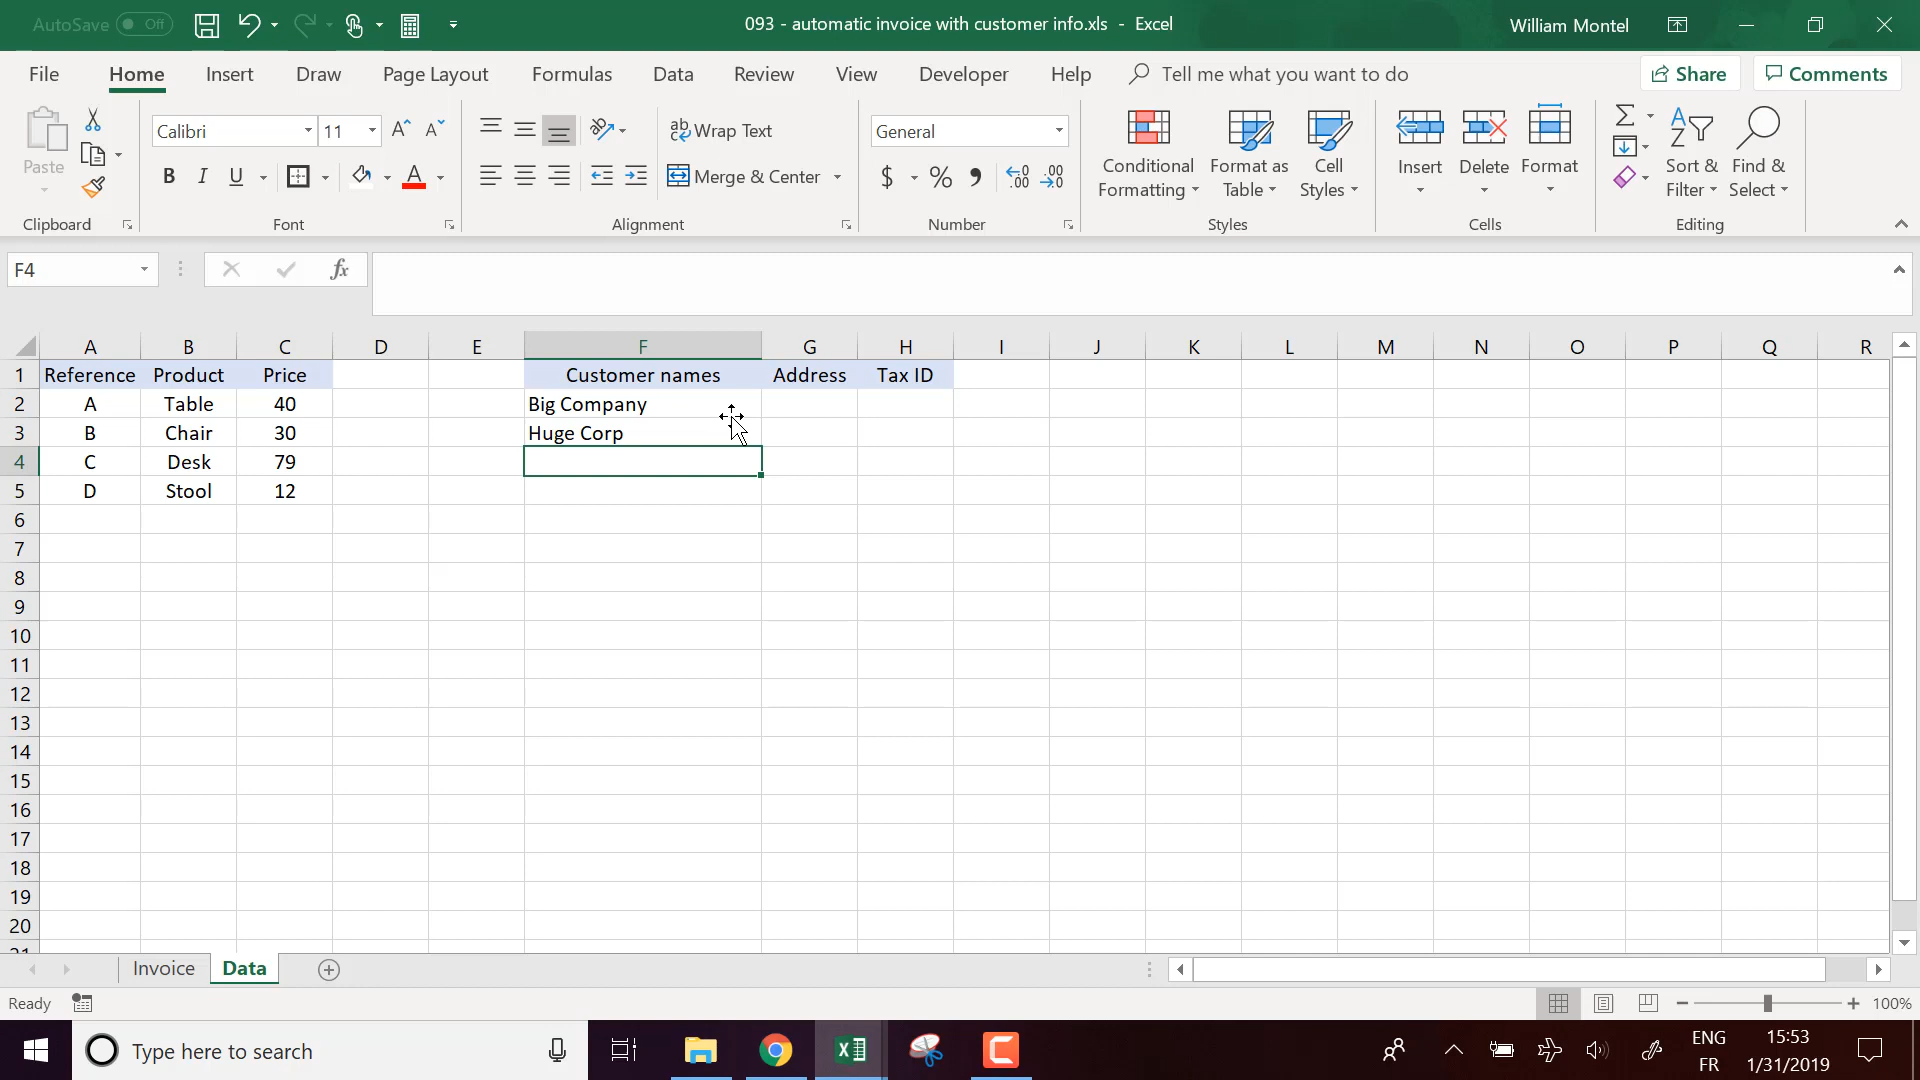 AutoSave Off
093 - automatic invoice with customer info.xls - Excel
William Montel
File Home Insert Draw Page Layout Formulas Data Review View Developer Help Tell me what you want to do
Share Comments
Paste
Calibri 11
Wrap Text
General
Conditional Formatting
Format as Table
Cell Styles
Insert Delete Format
Sort & Filter
Find & Select
B I U A
Merge & Center
$ % ,
Clipboard Font Alignment Number Styles Cells Editing
F4
fx
A B C D E F G H I J K L M N O P Q R
1 Reference Product Price Customer names Address Tax ID
2 A Table 40 Big Company
3 B Chair 30 Huge Corp
4 C Desk 79
5 D Stool 12
6
7
8
9
10
11
12
13
14
15
16
17
18
19
20
21
Invoice Data
Ready
100%
Type here to search
ENG
FR
15:53
1/31/2019